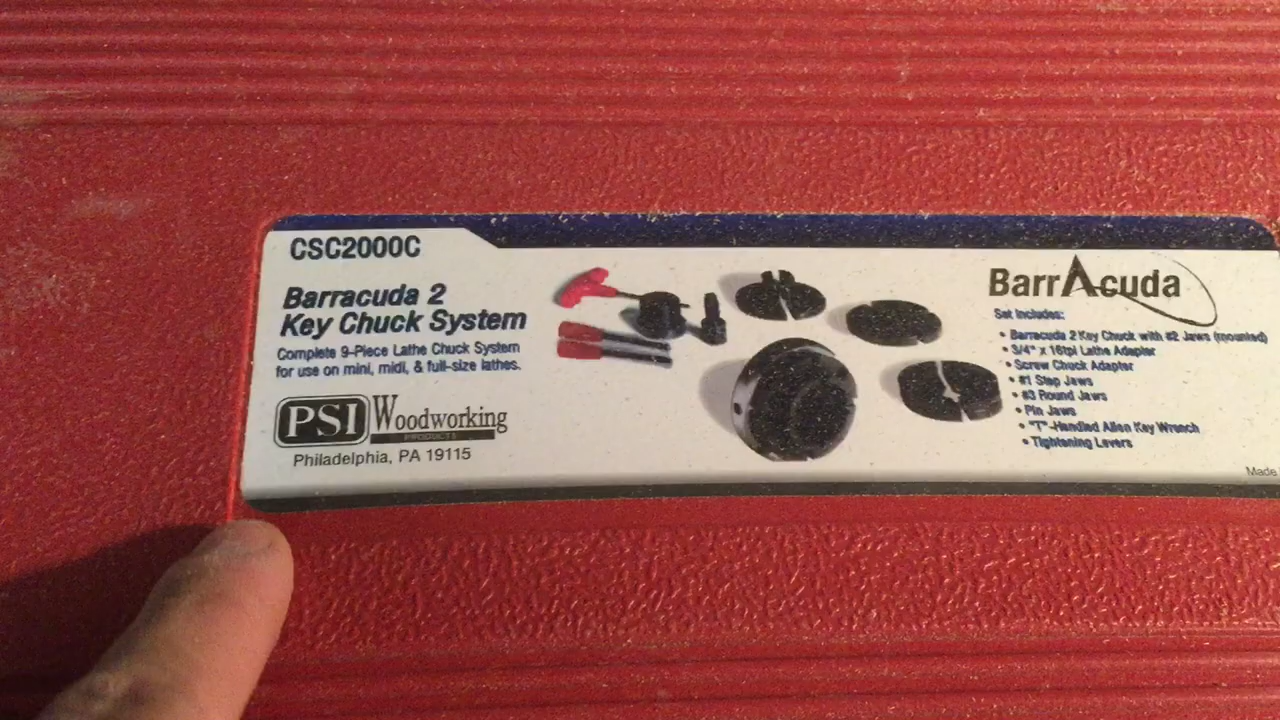 CSC2000C
Barracuda 2
Key Chuck System
Complete 9-Piece Lathe Chuck System
for use on mini, midi, & full-size lathes.
PSI Woodworking
PRODUCTS
Philadelphia, PA 19115
BarrAcuda
Set Includes:
• Barracuda 2 Key Chuck with #2 Jaws (mounted)
• 3/4" x 16tpi Lathe Adapter
• Screw Chuck Adapter
• #1 Step Jaws
• #3 Round Jaws
• Pin Jaws
• "T"-Handled Allen Key Wrench
• Tightening Levers
Made